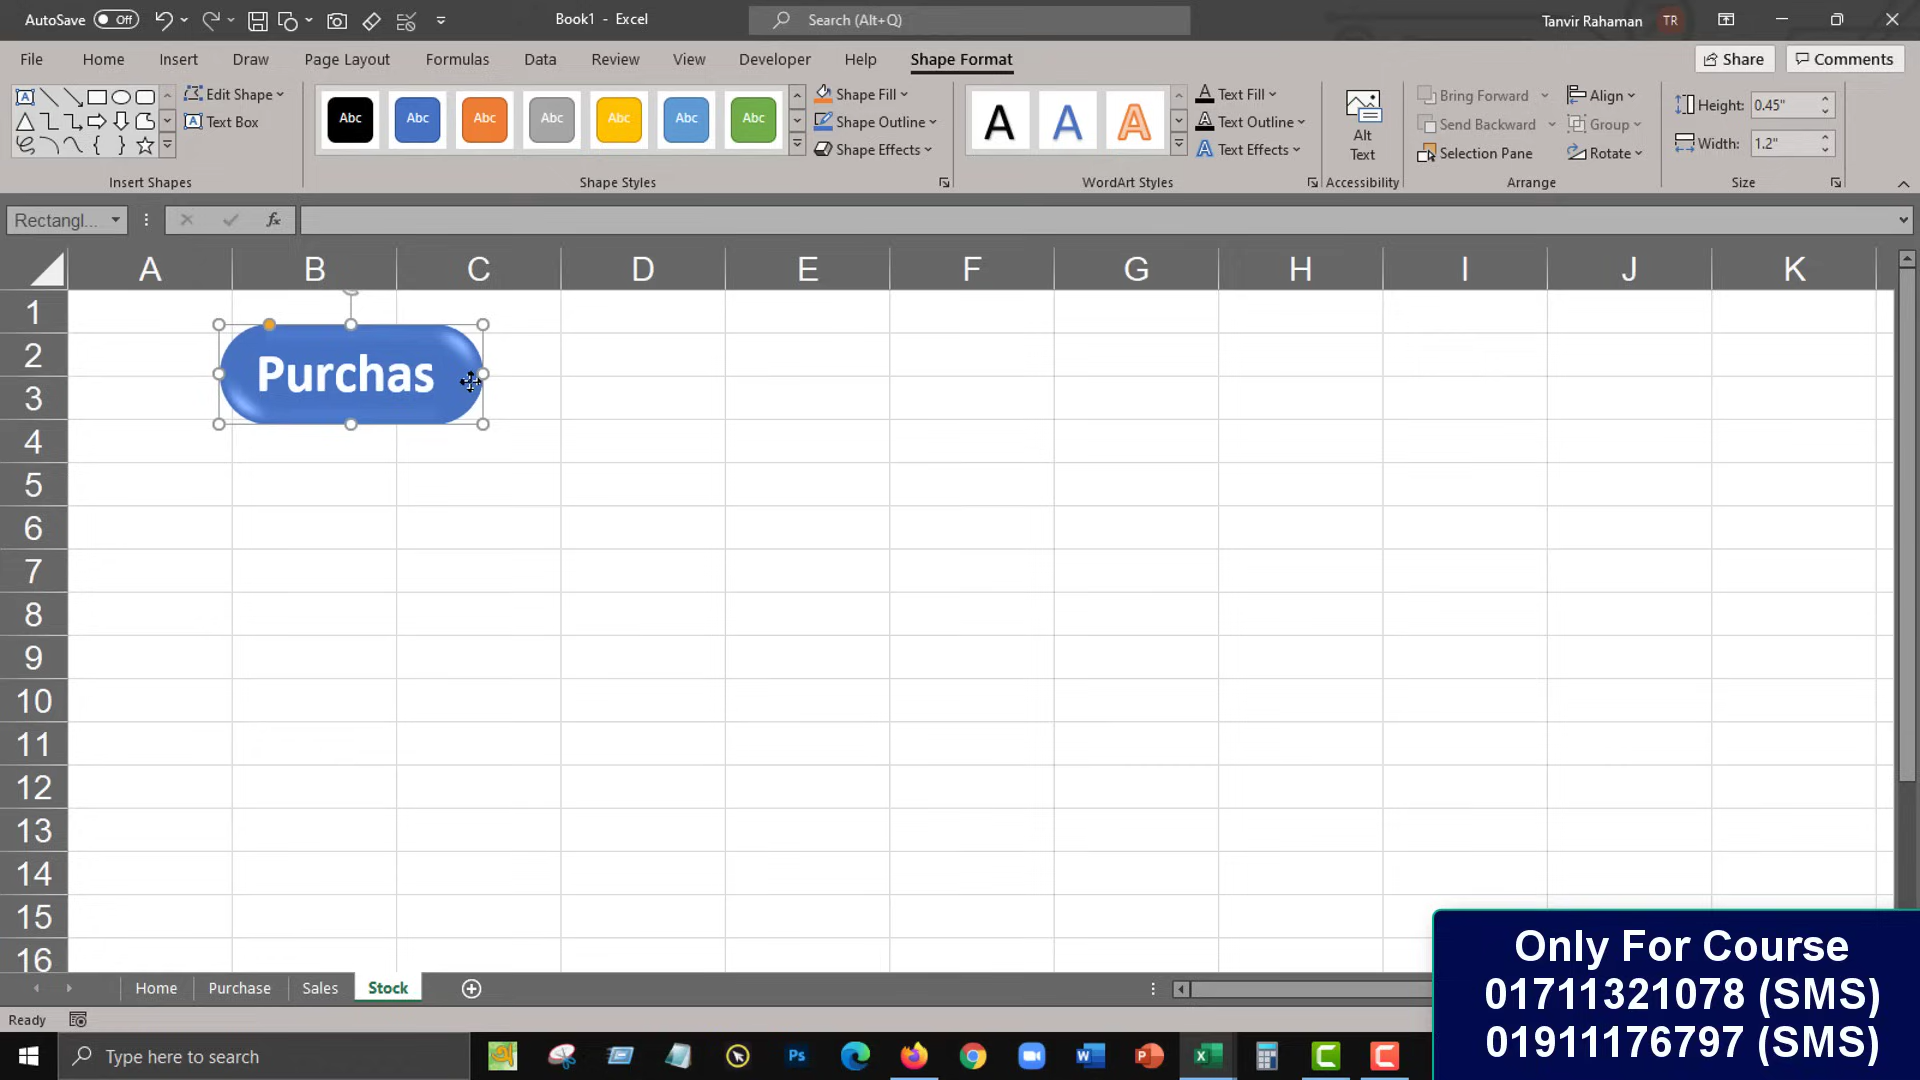 AutoSave Off Book1 - Excel Search (Alt+Q) Tanvir Rahaman TR
File Home Insert Draw Page Layout Formulas Data Review View Developer Help Shape Format Share Comments
Edit Shape
Text Box
Insert Shapes
Abc Abc Abc Abc Abc Abc Abc
Shape Fill
Shape Outline
Shape Effects
Shape Styles
A A A
Text Fill
Text Outline
Text Effects
WordArt Styles
Alt
Text
Accessibility
Bring Forward
Send Backward
Selection Pane
Align
Group
Rotate
Arrange
Height: 0.45"
Width: 1.2"
Size
Rectangl... fx
A B C D E F G H I J K
1
2
Purchas
3
4
5
6
7
8
9
10
11
12
13
14
15
16
Home Purchase Sales Stock
Ready
Type here to search
Only For Course
01711321078 (SMS)
01911176797 (SMS)